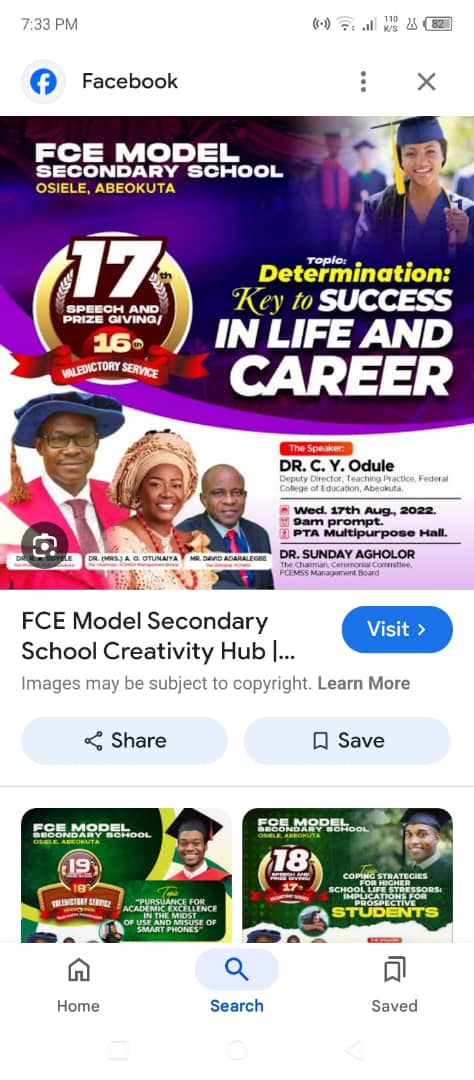 7:33 PM
110
K/S
82
Facebook
FCE MODEL
SECONDARY SCHOOL
OSIELE, ABEOKUTA
17th
SPEECH AND
PRIZE GIVING/
16th
VALEDICTORY SERVICE
Topic:
Determination:
Key to SUCCESS
IN LIFE AND
CAREER
The Speaker:
DR. C. Y. Odule
Deputy Director, Teaching Practice, Federal
College of Education, Abeokuta.
Wed. 17th Aug., 2022.
9am prompt.
PTA Multipurpose Hall.
DR. SUNDAY AGHOLOR
The Chairman, Ceremonial Committee,
FCEMSS Management Board
DR. (MRS.) A. O. OTUNAIYA
The Chairman, FCEMSS Management Board
MR. DAVID ADARALEGBE
The Principal, FCEMSS
FCE Model Secondary
School Creativity Hub |...
Visit >
Images may be subject to copyright. Learn More
Share
Save
FCE MODEL
SECONDARY SCHOOL
OSIELE, ABEOKUTA
19th
18th
VALEDICTORY SERVICE
Topic
"PURSUANCE FOR
ACADEMIC EXCELLENCE
IN THE MIDST
OF USE AND MISUSE OF
SMART PHONES"
FCE MODEL
SECONDARY SCHOOL
OSIELE, ABEOKUTA
18th
SPEECH AND
PRIZE GIVING/
17th
VALEDICTORY SERVICE
COPING STRATEGIES
FOR HIGHER
SCHOOL LIFE STRESSORS:
IMPLICATIONS FOR
PROSPECTIVE
STUDENTS
Home
Search
Saved